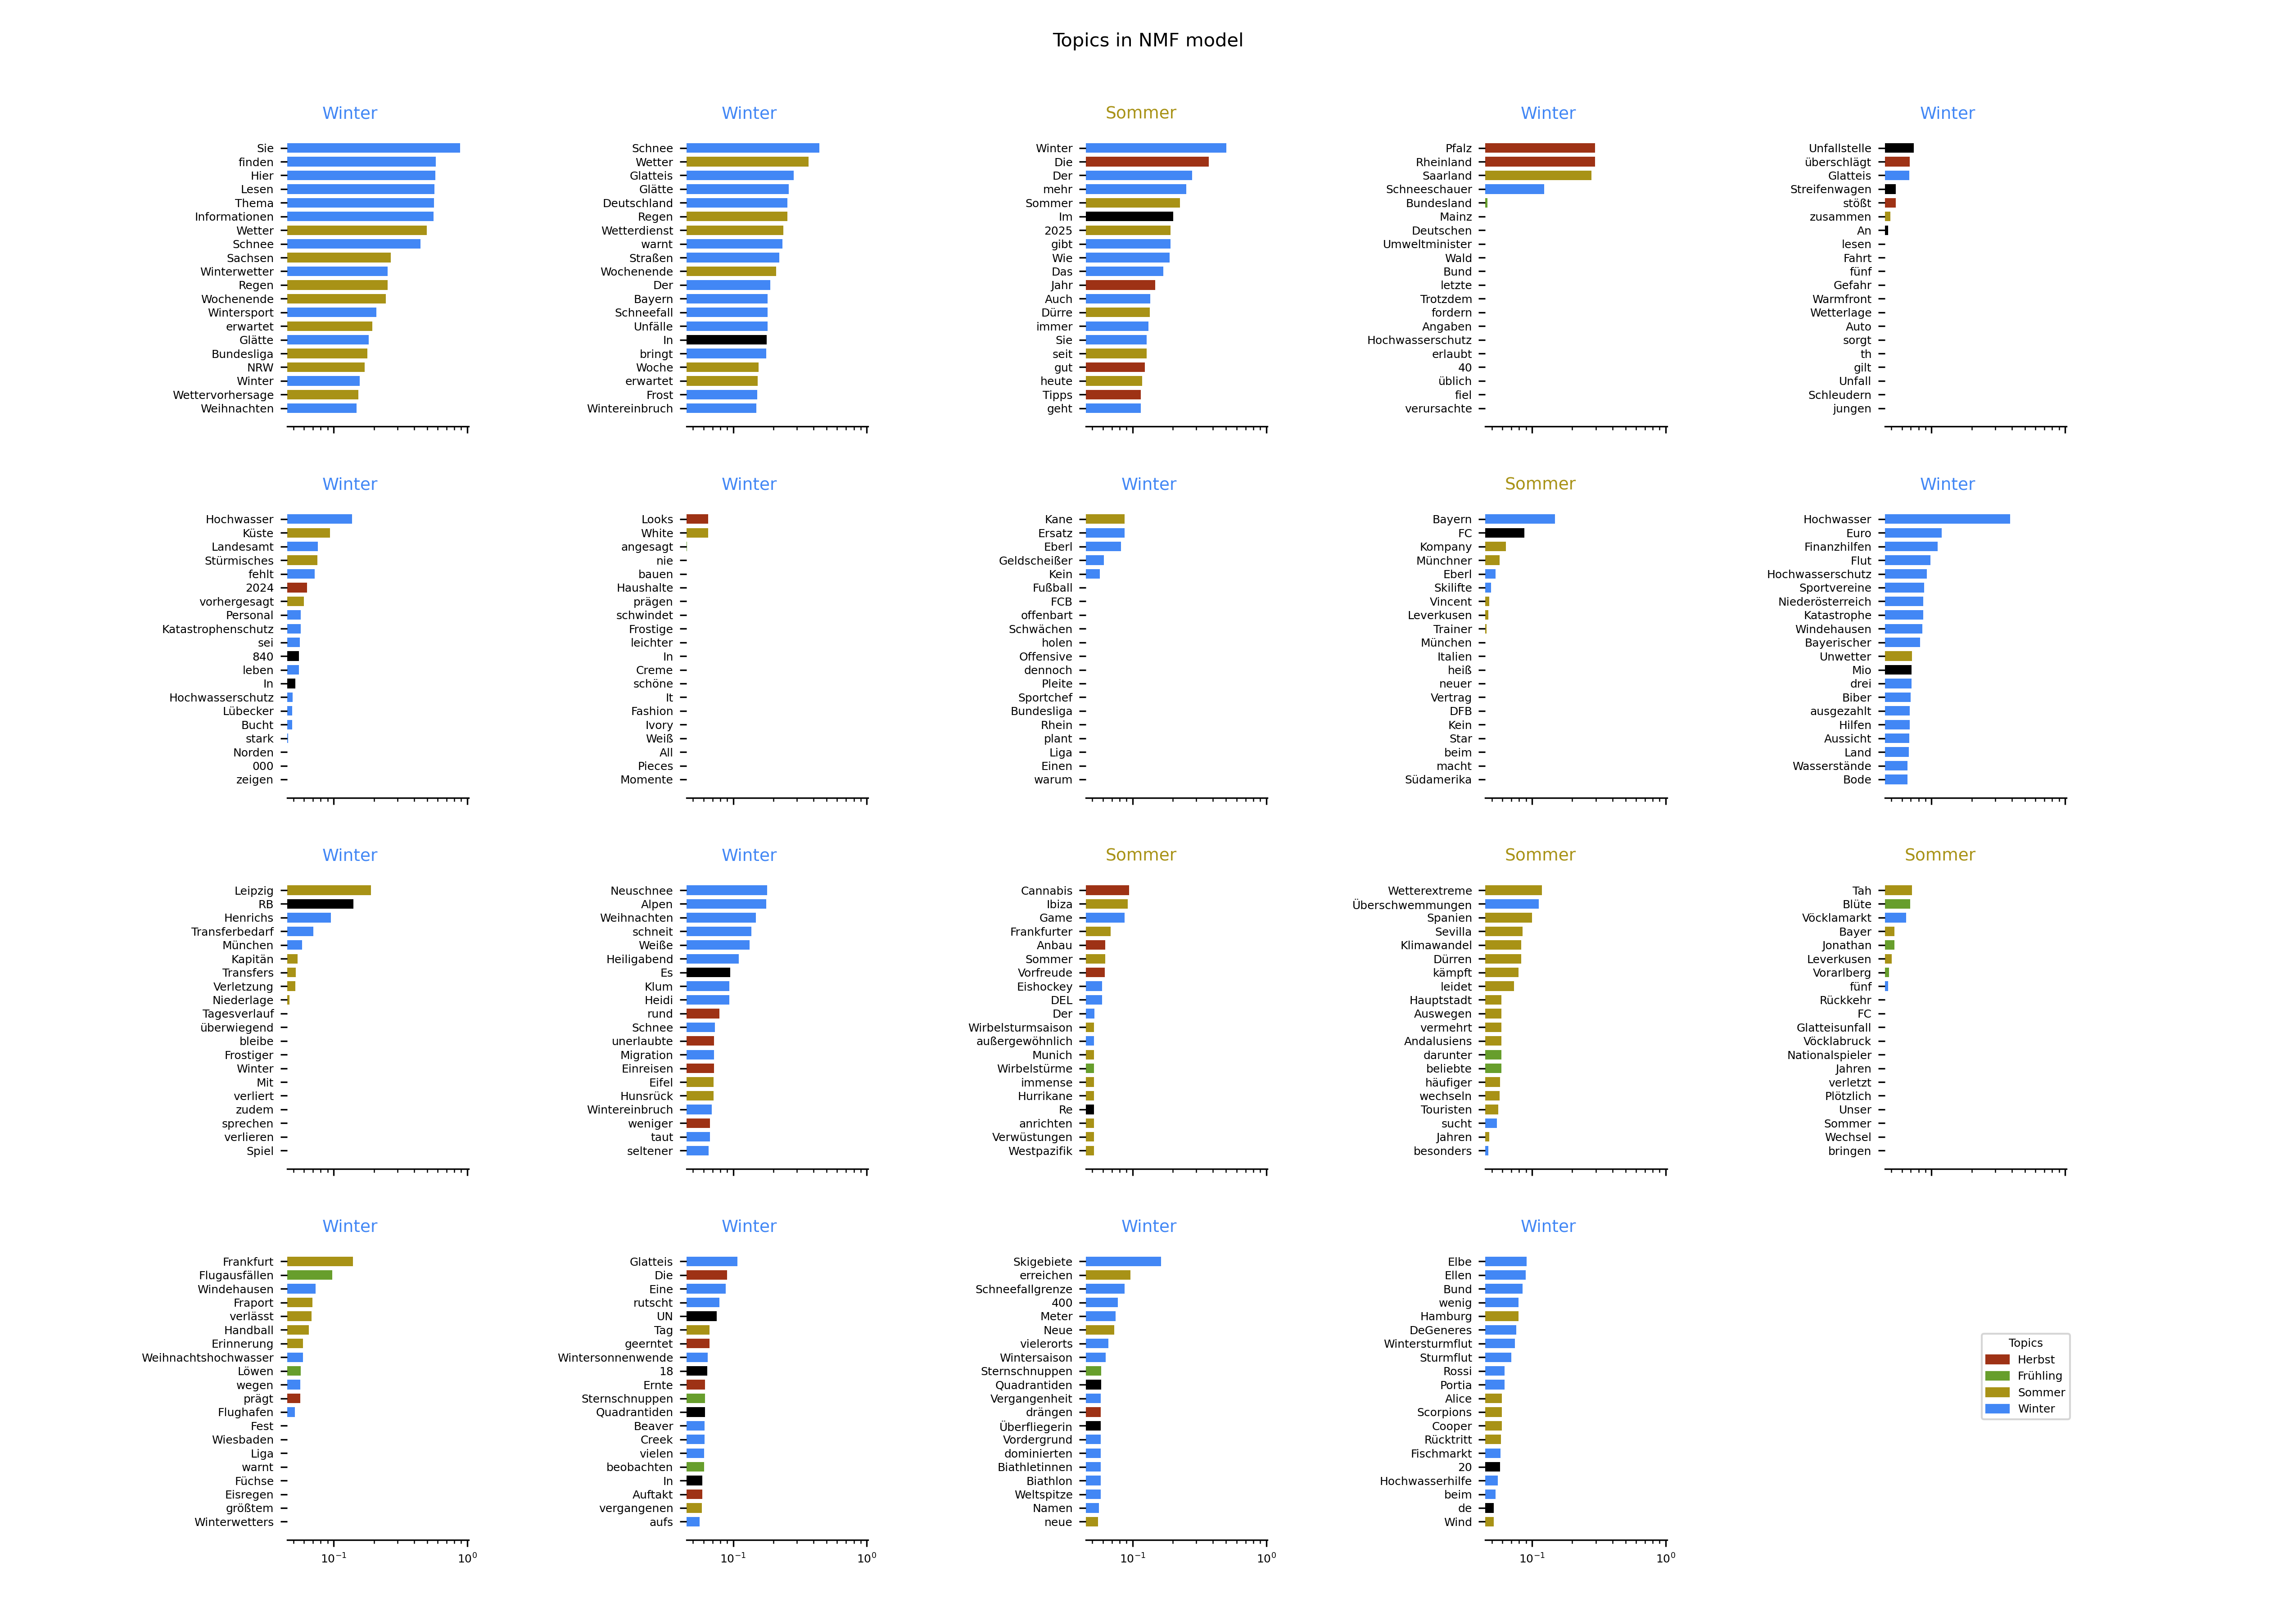 Topics in NMF model
Winter
Sie
finden
Hier
Lesen
Thema
Informationen
Wetter
Schnee
Sachsen
Winterwetter
Regen
Wochenende
Wintersport
erwartet
Glätte
Bundesliga
NRW
Winter
Wettervorhersage
Weihnachten
Winter
Schnee
Wetter
Glatteis
Glätte
Deutschland
Regen
Wetterdienst
warnt
Straßen
Wochenende
Der
Bayern
Schneefall
Unfälle
In
bringt
Woche
erwartet
Frost
Wintereinbruch
Sommer
Winter
Die
Der
mehr
Sommer
Im
2025
gibt
Wie
Das
Jahr
Auch
Dürre
immer
Sie
seit
gut
heute
Tipps
geht
Winter
Pfalz
Rheinland
Saarland
Schneeschauer
Bundesland
Mainz
Deutschen
Umweltminister
Wald
Bund
letzte
Trotzdem
fordern
Angaben
Hochwasserschutz
erlaubt
40
üblich
fiel
verursachte
Winter
Unfallstelle
überschlägt
Glatteis
Streifenwagen
stößt
zusammen
An
lesen
Fahrt
fünf
Gefahr
Warmfront
Wetterlage
Auto
sorgt
th
gilt
Unfall
Schleudern
jungen
Winter
Hochwasser
Küste
Landesamt
Stürmisches
fehlt
2024
vorhergesagt
Personal
Katastrophenschutz
sei
840
leben
In
Hochwasserschutz
Lübecker
Bucht
stark
Norden
000
zeigen
Winter
Looks
White
angesagt
nie
bauen
Haushalte
prägen
schwindet
Frostige
leichter
In
Creme
schöne
It
Fashion
Ivory
Weiß
All
Pieces
Momente
Winter
Kane
Ersatz
Eberl
Geldscheißer
Kein
Fußball
FCB
offenbart
Schwächen
holen
Offensive
dennoch
Pleite
Sportchef
Bundesliga
Rhein
plant
Liga
Einen
warum
Sommer
Bayern
FC
Kompany
Münchner
Eberl
Skilifte
Vincent
Leverkusen
Trainer
München
Italien
heiß
neuer
Vertrag
DFB
Kein
Star
beim
macht
Südamerika
Winter
Hochwasser
Euro
Finanzhilfen
Flut
Hochwasserschutz
Sportvereine
Niederösterreich
Katastrophe
Windehausen
Bayerischer
Unwetter
Mio
drei
Biber
ausgezahlt
Hilfen
Aussicht
Land
Wasserstände
Bode
Winter
Leipzig
RB
Henrichs
Transferbedarf
München
Kapitän
Transfers
Verletzung
Niederlage
Tagesverlauf
überwiegend
bleibe
Frostiger
Winter
Mit
verliert
zudem
sprechen
verlieren
Spiel
Winter
Neuschnee
Alpen
Weihnachten
schneit
Weiße
Heiligabend
Es
Klum
Heidi
rund
Schnee
unerlaubte
Migration
Einreisen
Eifel
Hunsrück
Wintereinbruch
weniger
taut
seltener
Sommer
Cannabis
Ibiza
Game
Frankfurter
Anbau
Sommer
Vorfreude
Eishockey
DEL
Der
Wirbelsturmsaison
außergewöhnlich
Munich
Wirbelstürme
immense
Hurrikane
Re
anrichten
Verwüstungen
Westpazifik
Sommer
Wetterextreme
Überschwemmungen
Spanien
Sevilla
Klimawandel
Dürren
kämpft
leidet
Hauptstadt
Auswegen
vermehrt
Andalusiens
darunter
beliebte
häufiger
wechseln
Touristen
sucht
Jahren
besonders
Sommer
Tah
Blüte
Vöcklamarkt
Bayer
Jonathan
Leverkusen
Vorarlberg
fünf
Rückkehr
FC
Glatteisunfall
Vöcklabruck
Nationalspieler
Jahren
verletzt
Plötzlich
Unser
Sommer
Wechsel
bringen
Winter
Frankfurt
Flugausfällen
Windehausen
Fraport
verlässt
Handball
Erinnerung
Weihnachtshochwasser
Löwen
wegen
prägt
Flughafen
Fest
Wiesbaden
Liga
warnt
Füchse
Eisregen
größtem
Winterwetters
10⁻¹ 10⁰
Winter
Glatteis
Die
Eine
rutscht
UN
Tag
geerntet
Wintersonnenwende
18
Ernte
Sternschnuppen
Quadrantiden
Beaver
Creek
vielen
beobachten
In
Auftakt
vergangenen
aufs
10⁻¹ 10⁰
Winter
Skigebiete
erreichen
Schneefallgrenze
400
Meter
Neue
vielerorts
Wintersaison
Sternschnuppen
Quadrantiden
Vergangenheit
drängen
Überfliegerin
Vordergrund
dominierten
Biathletinnen
Biathlon
Weltspitze
Namen
neue
10⁻¹ 10⁰
Winter
Elbe
Ellen
Bund
wenig
Hamburg
DeGeneres
Wintersturmflut
Sturmflut
Rossi
Portia
Alice
Scorpions
Cooper
Rücktritt
Fischmarkt
20
Hochwasserhilfe
beim
de
Wind
10⁻¹ 10⁰
Topics
Herbst
Frühling
Sommer
Winter